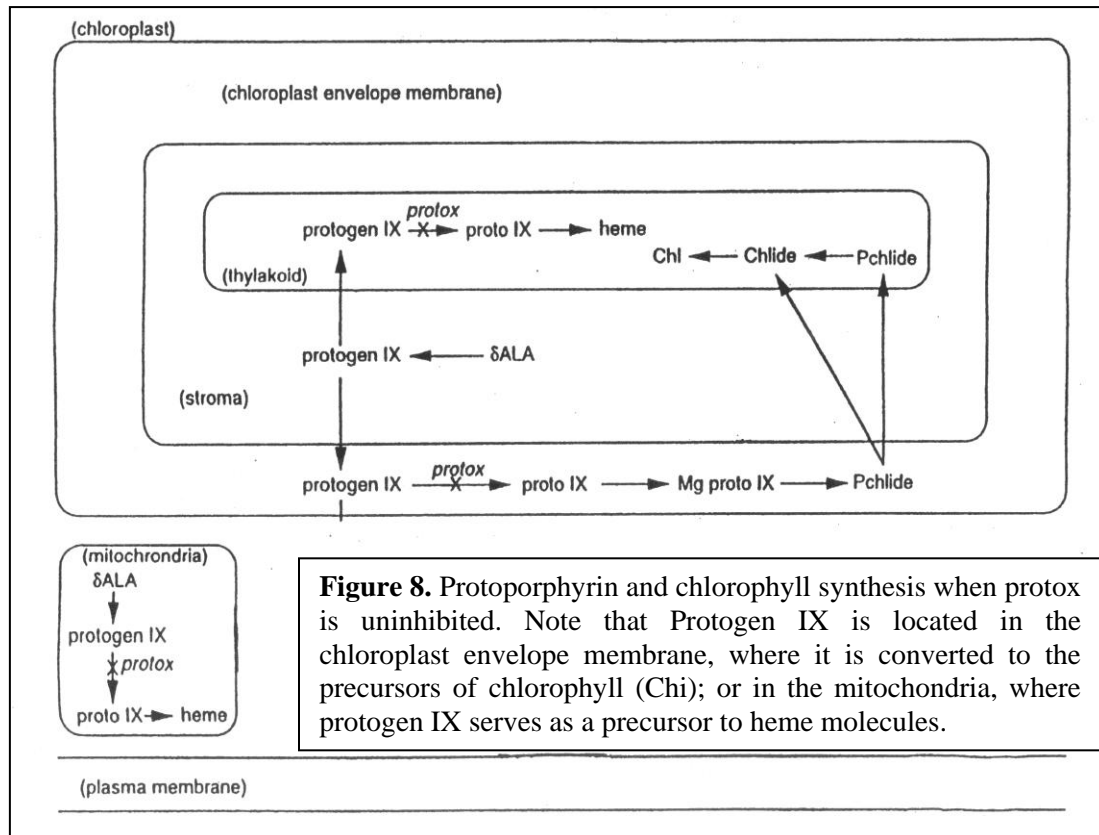 (chloroplast)
(chloroplast envelope membrane)
protox
protogen IX proto IX heme
Chl Chlide Pchlide
(thylakoid)
protogen IX δALA
(stroma)
protox
protogen IX proto IX Mg proto IX Pchlide
(mitochrondria)
δALA
protogen IX
protox
proto IX heme
Figure 8. Protoporphyrin and chlorophyll synthesis when protox
is uninhibited. Note that Protogen IX is located in the
chloroplast envelope membrane, where it is converted to the
precursors of chlorophyll (Chi); or in the mitochondria, where
protogen IX serves as a precursor to heme molecules.
(plasma membrane)